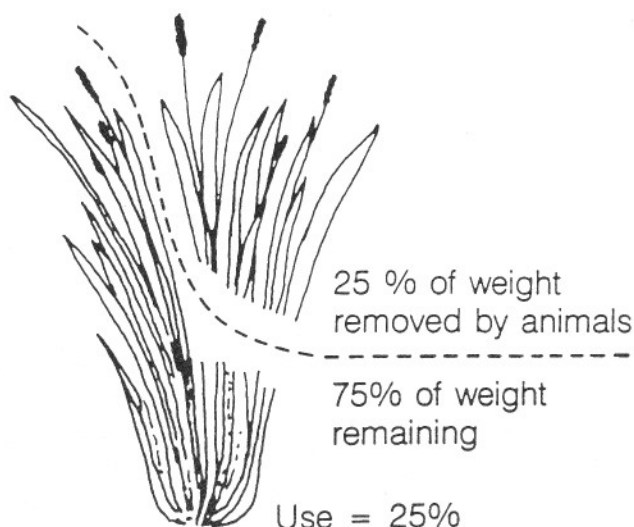 25 % of weight
removed by animals
75% of weight
remaining
Use = 25%